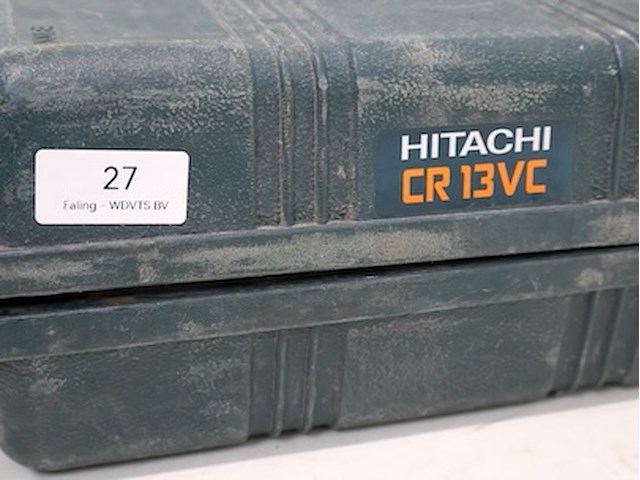 27
Faling - WDVTS BV
HITACHI
CR 13VC